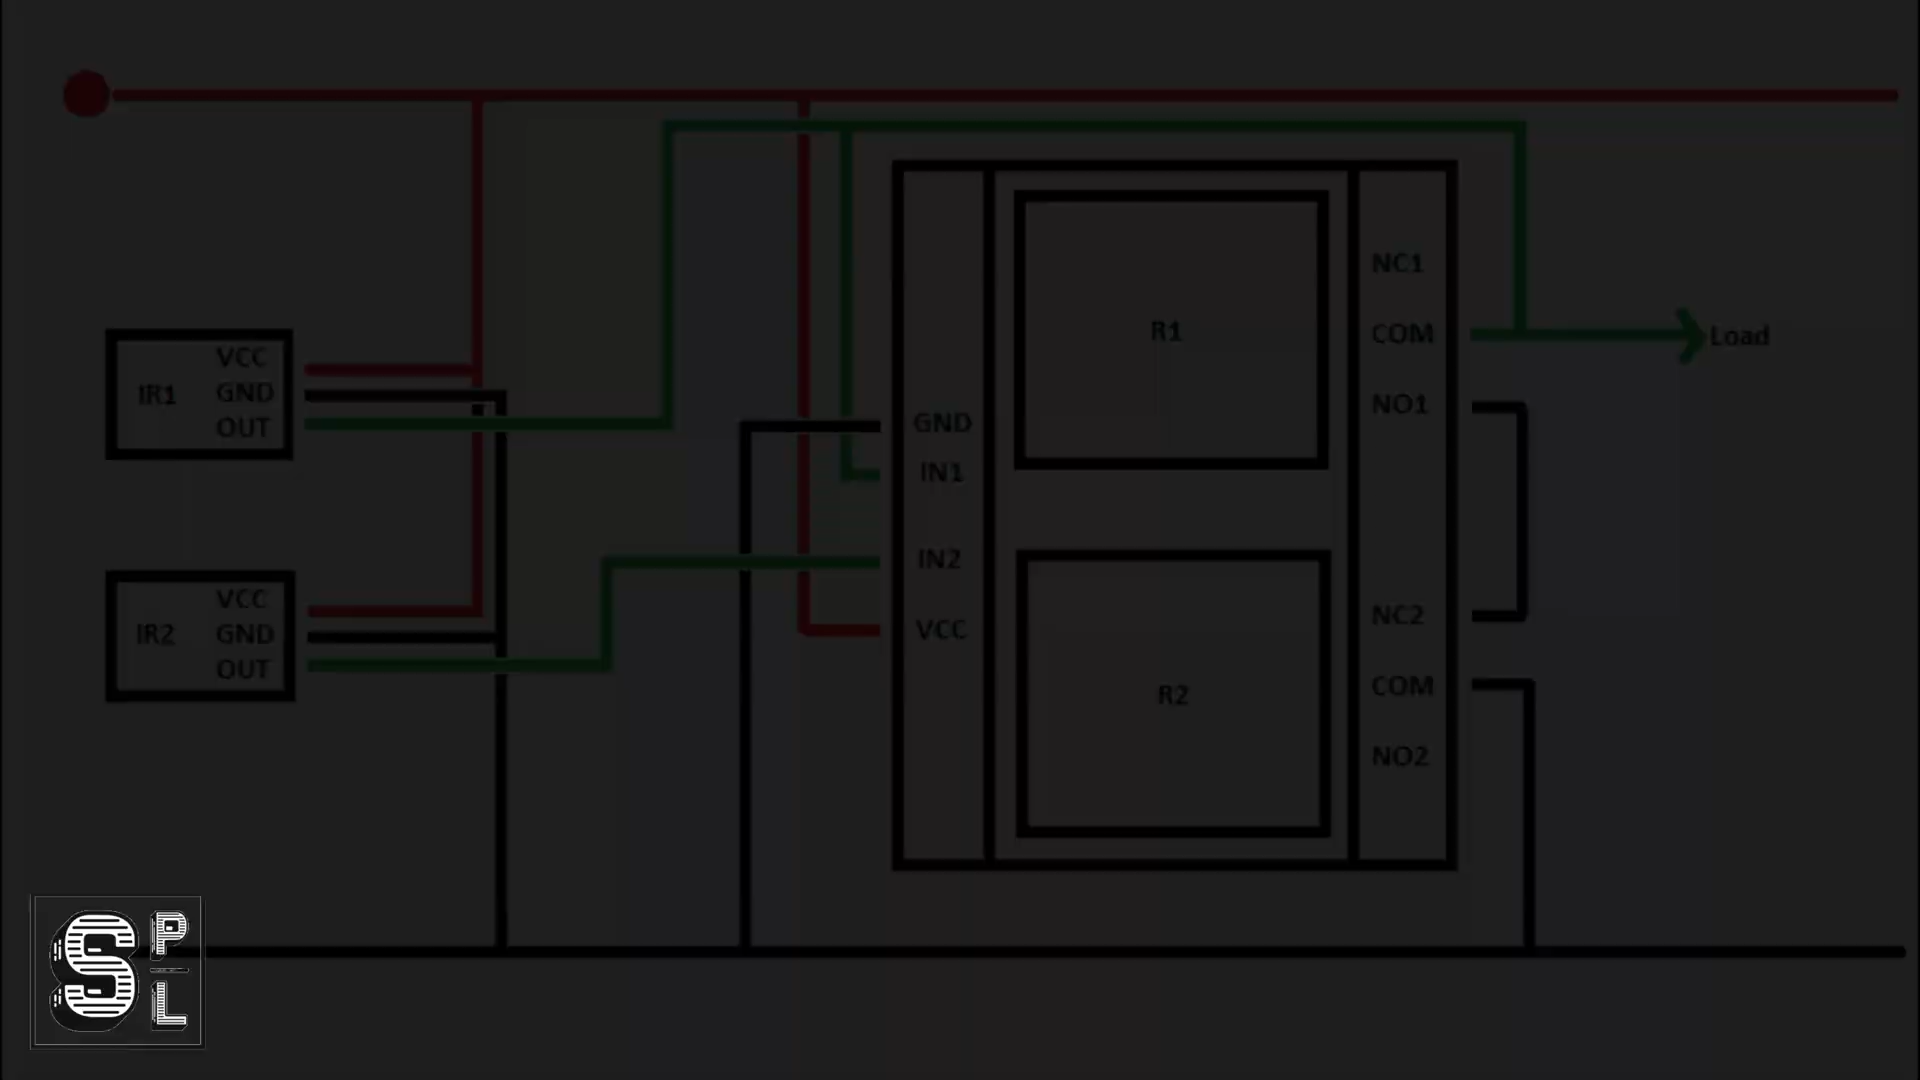 IR1
VCC
GND
OUT
IR2
VCC
GND
OUT
GND
IN1
IN2
VCC
R1
R2
NC1
COM
NO1
NC2
COM
NO2
Load
S P L